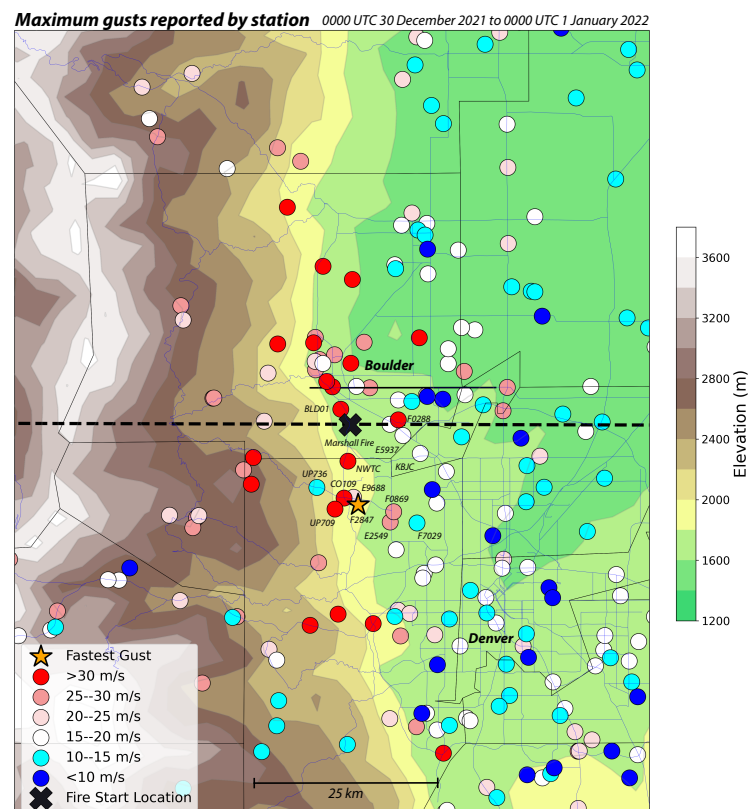 Maximum gusts reported by station 0000 UTC 30 December 2021 to 0000 UTC 1 January 2022
3600
3200
2800
2400
2000
1600
1200
Elevation (m)
Boulder
BLD01
F0288
Marshall Fire
E5937
NWTC
KBJC
UP736
CO109
E9688
F0869
UP709
F2847
E2549
F7029
Denver
Fastest Gust
>30 m/s
25--30 m/s
20--25 m/s
15--20 m/s
10--15 m/s
<10 m/s
Fire Start Location
25 km